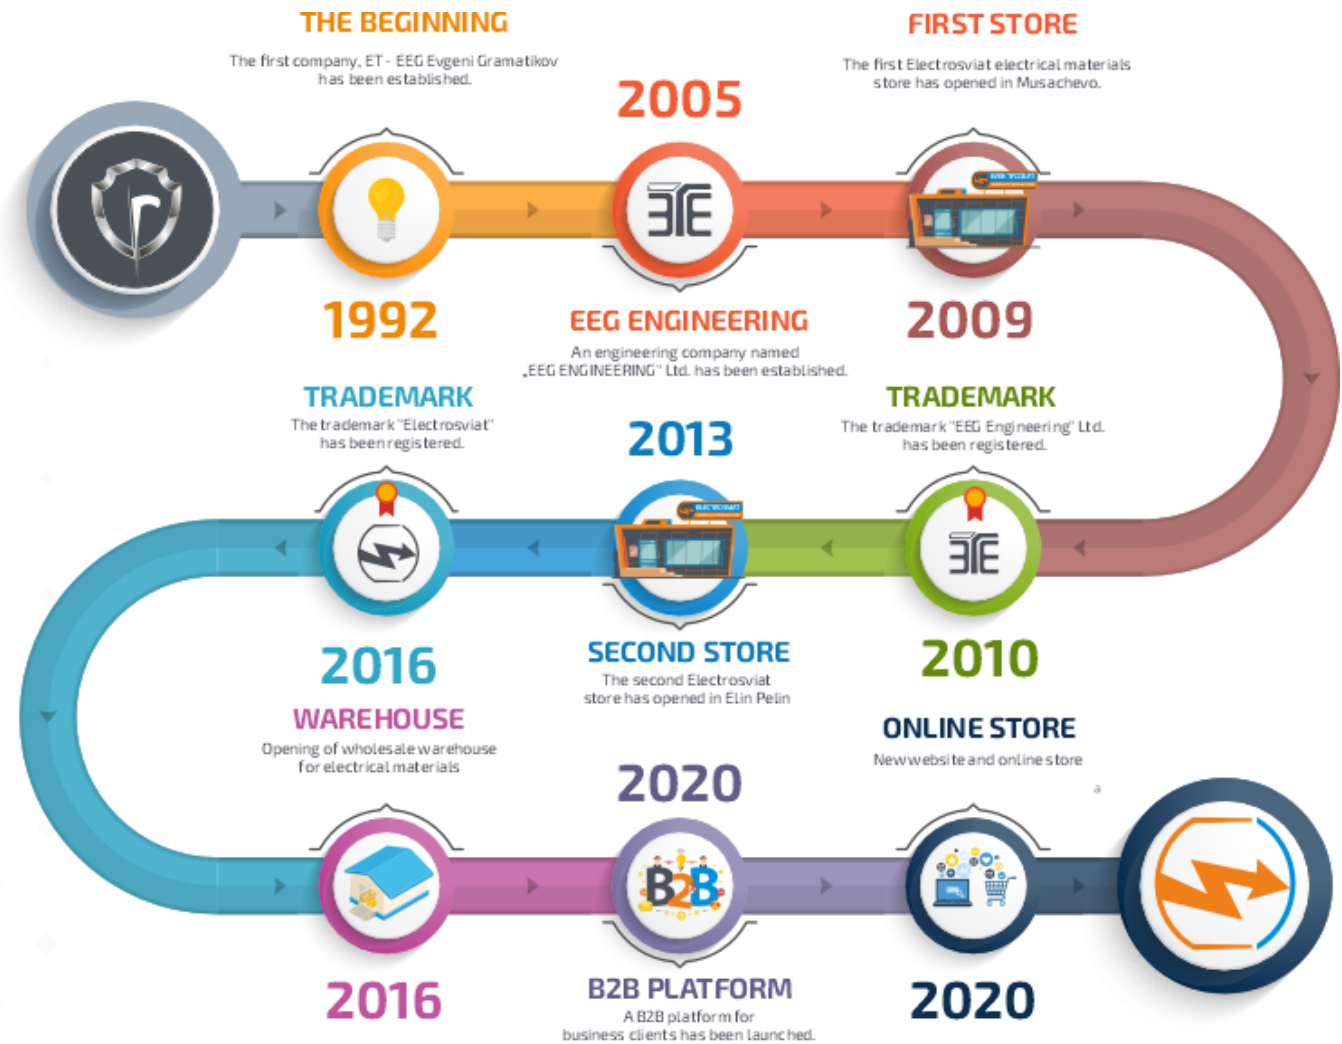 THE BEGINNING
The first company, ET - EEG Evgeni Gramatikov
has been established.
1992
2005
EEG ENGINEERING
An engineering company named
„EEG ENGINEERING" Ltd. has been established.
FIRST STORE
The first Electrosviat electrical materials
store has opened in Musachevo.
2009
TRADEMARK
The trademark "EEG Engineering" Ltd.
has been registered.
2010
2013
ELECTROSVIAT
SECOND STORE
The second Electrosviat
store has opened in Elin Pelin
TRADEMARK
The trademark "Electrosviat"
has been registered.
2016
WAREHOUSE
Opening of wholesale warehouse
for electrical materials
2016
2020
B2B
B2B PLATFORM
A B2B platform for
business clients has been launched.
ONLINE STORE
New website and online store
a
2020